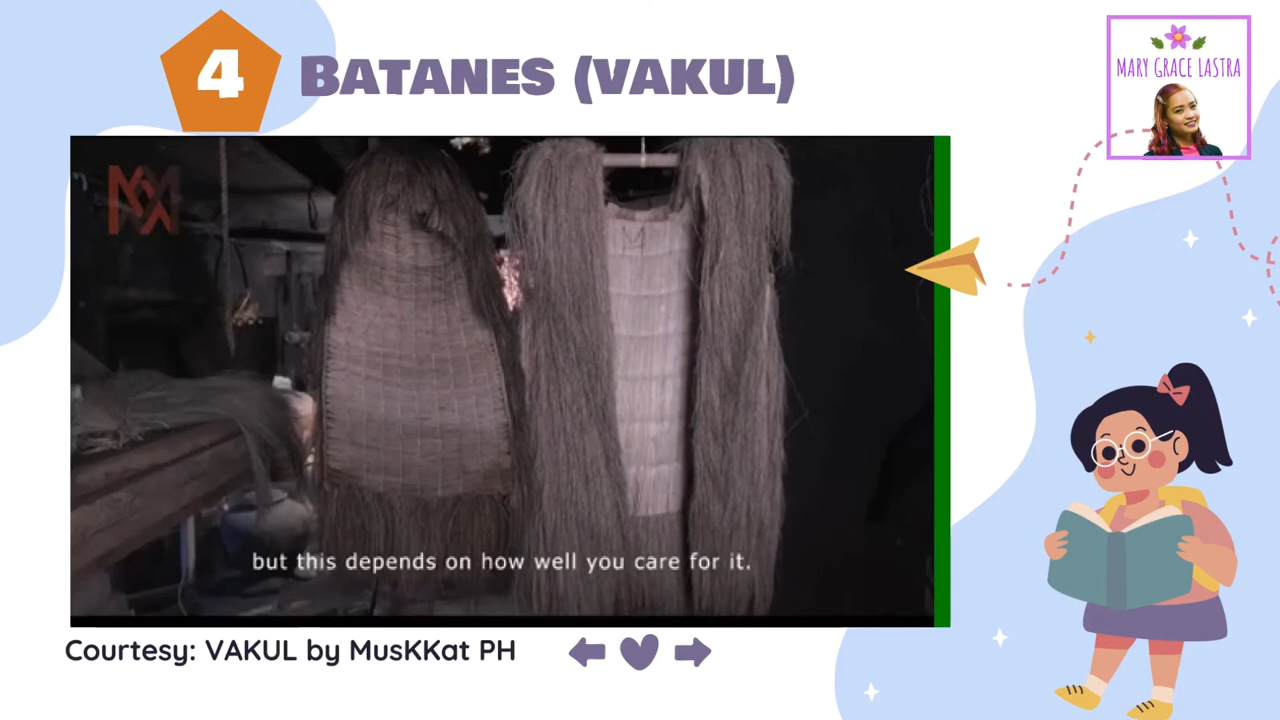 4
BATANES (VAKUL)
MARY GRACE LASTRA
but this depends on how well you care for it.
Courtesy: VAKUL by MusKKat PH